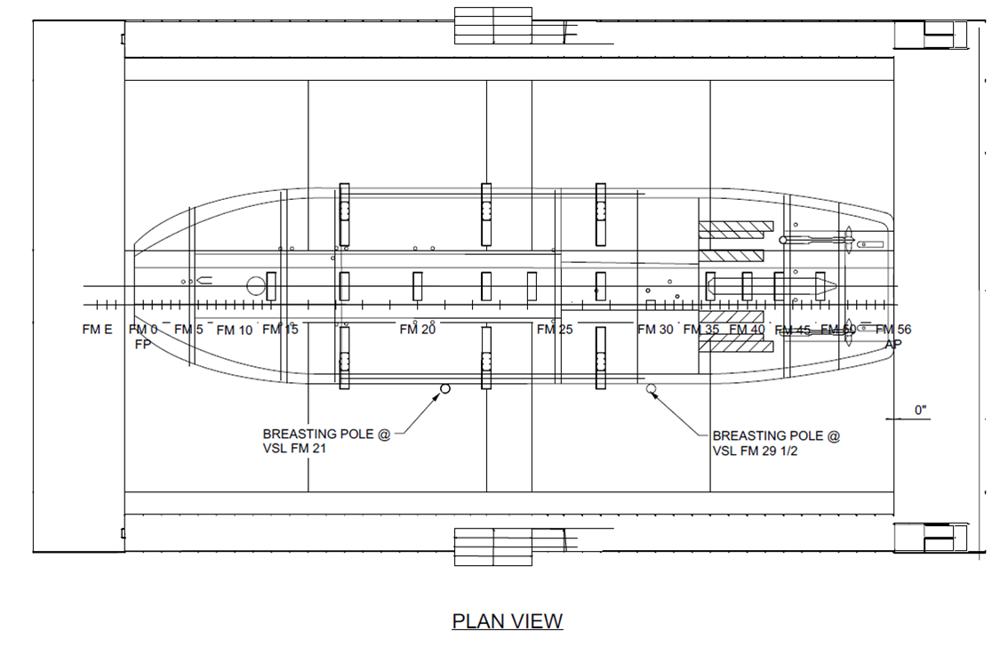 FM E FM 0 FM 5 FM 10 FM 15 FM 20 FM 25 FM 30 FM 35 FM 40 FM 45 FM 50 FM 56
FP AP
0"
BREASTING POLE @
VSL FM 21
BREASTING POLE @
VSL FM 29 1/2
PLAN VIEW